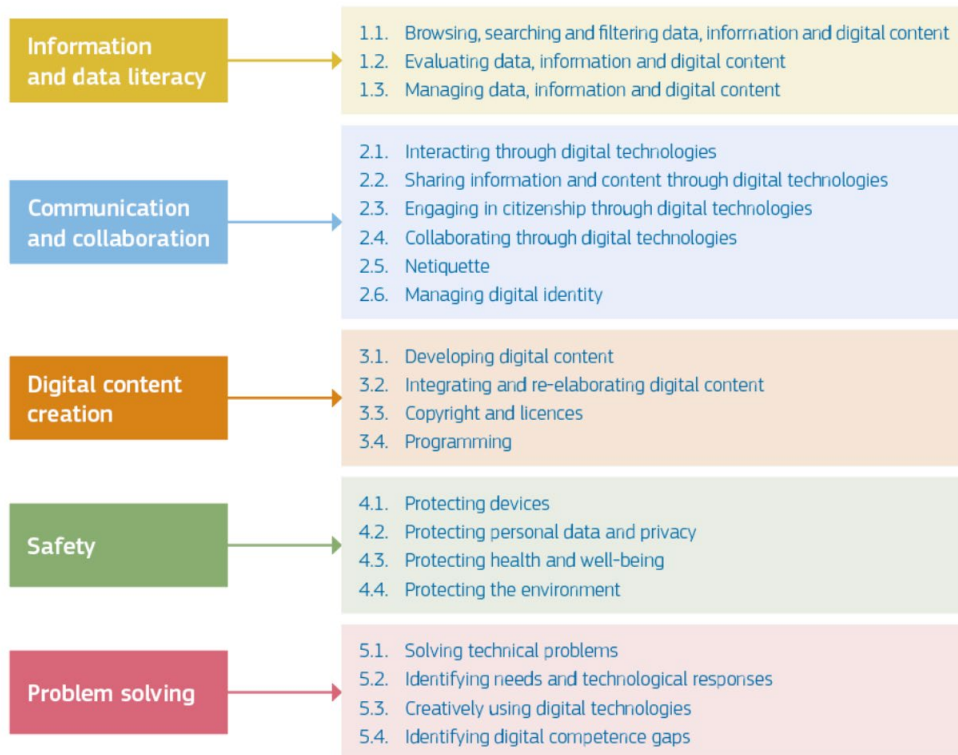 Information
and data literacy
1.1. Browsing, searching and filtering data, information and digital content
1.2. Evaluating data, information and digital content
1.3. Managing data, information and digital content
Communication
and collaboration
2.1. Interacting through digital technologies
2.2. Sharing information and content through digital technologies
2.3. Engaging in citizenship through digital technologies
2.4. Collaborating through digital technologies
2.5. Netiquette
2.6. Managing digital identity
Digital content
creation
3.1. Developing digital content
3.2. Integrating and re-elaborating digital content
3.3. Copyright and licences
3.4. Programming
Safety
4.1. Protecting devices
4.2. Protecting personal data and privacy
4.3. Protecting health and well-being
4.4. Protecting the environment
Problem solving
5.1. Solving technical problems
5.2. Identifying needs and technological responses
5.3. Creatively using digital technologies
5.4. Identifying digital competence gaps